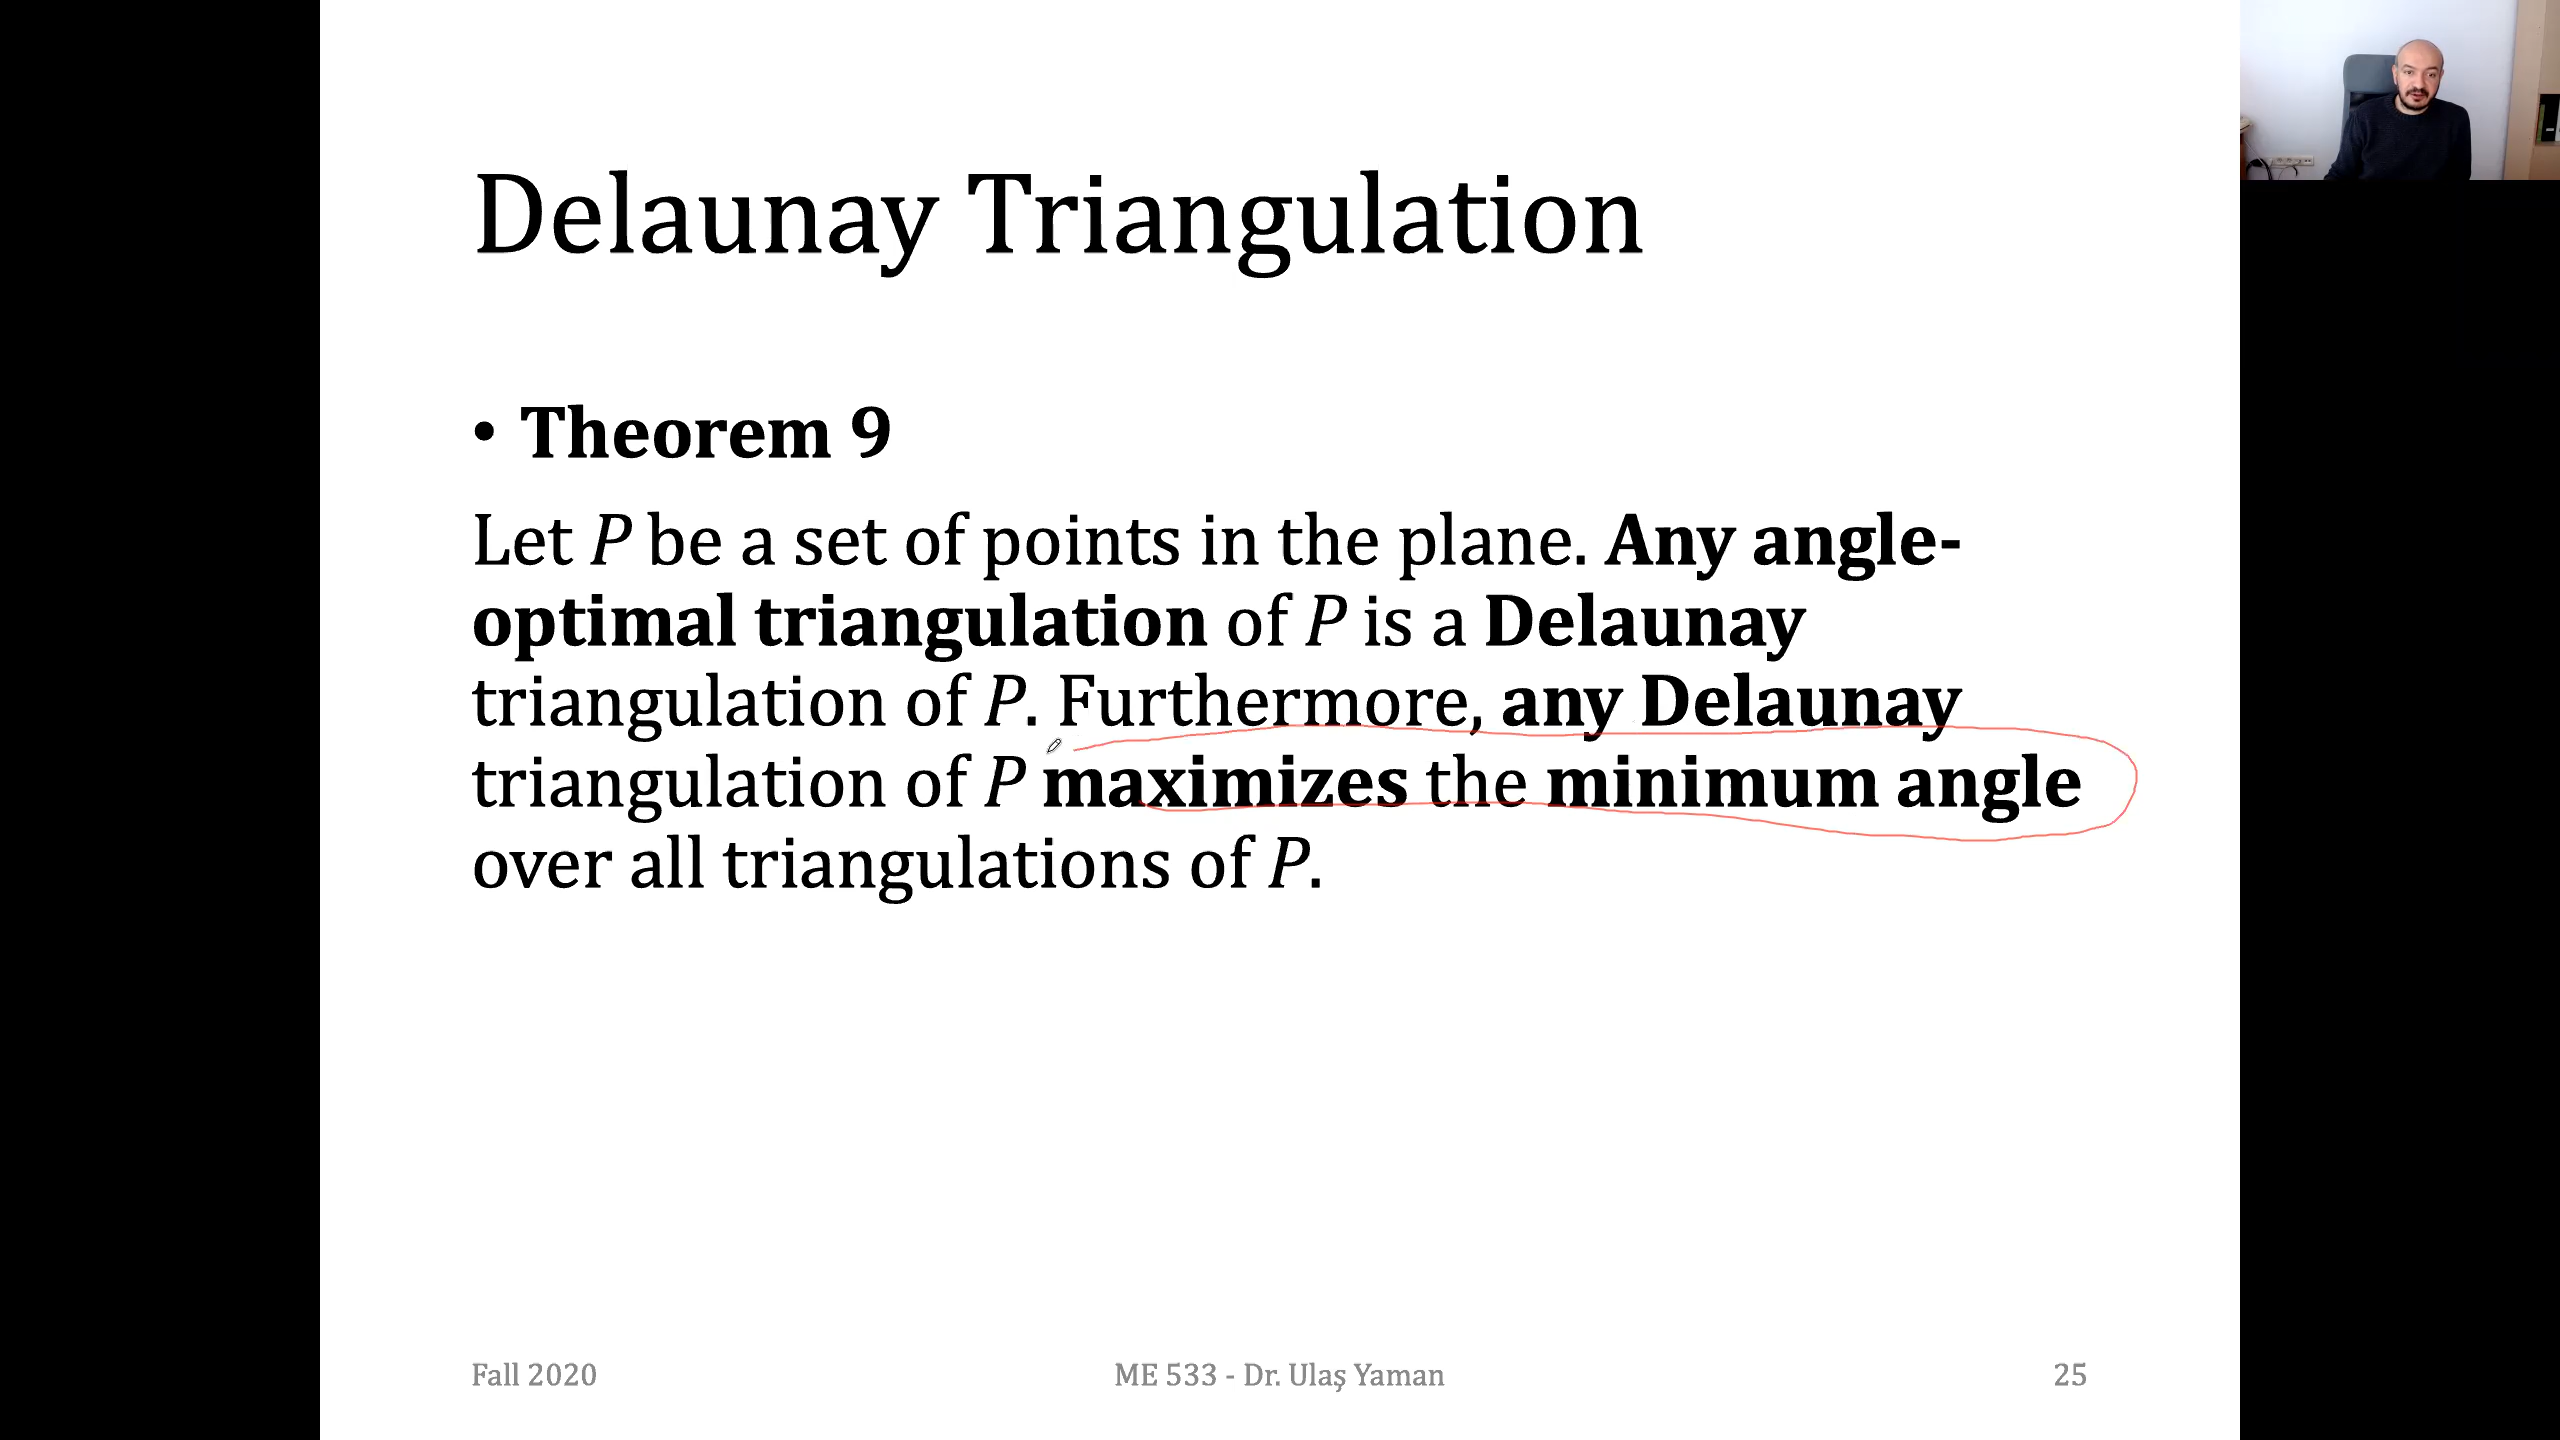 Delaunay Triangulation
• Theorem 9
Let P be a set of points in the plane. Any angle-
optimal triangulation of P is a Delaunay
triangulation of P. Furthermore, any Delaunay
triangulation of P maximizes the minimum angle
over all triangulations of P.
Fall 2020
ME 533 - Dr. Ulaş Yaman
25